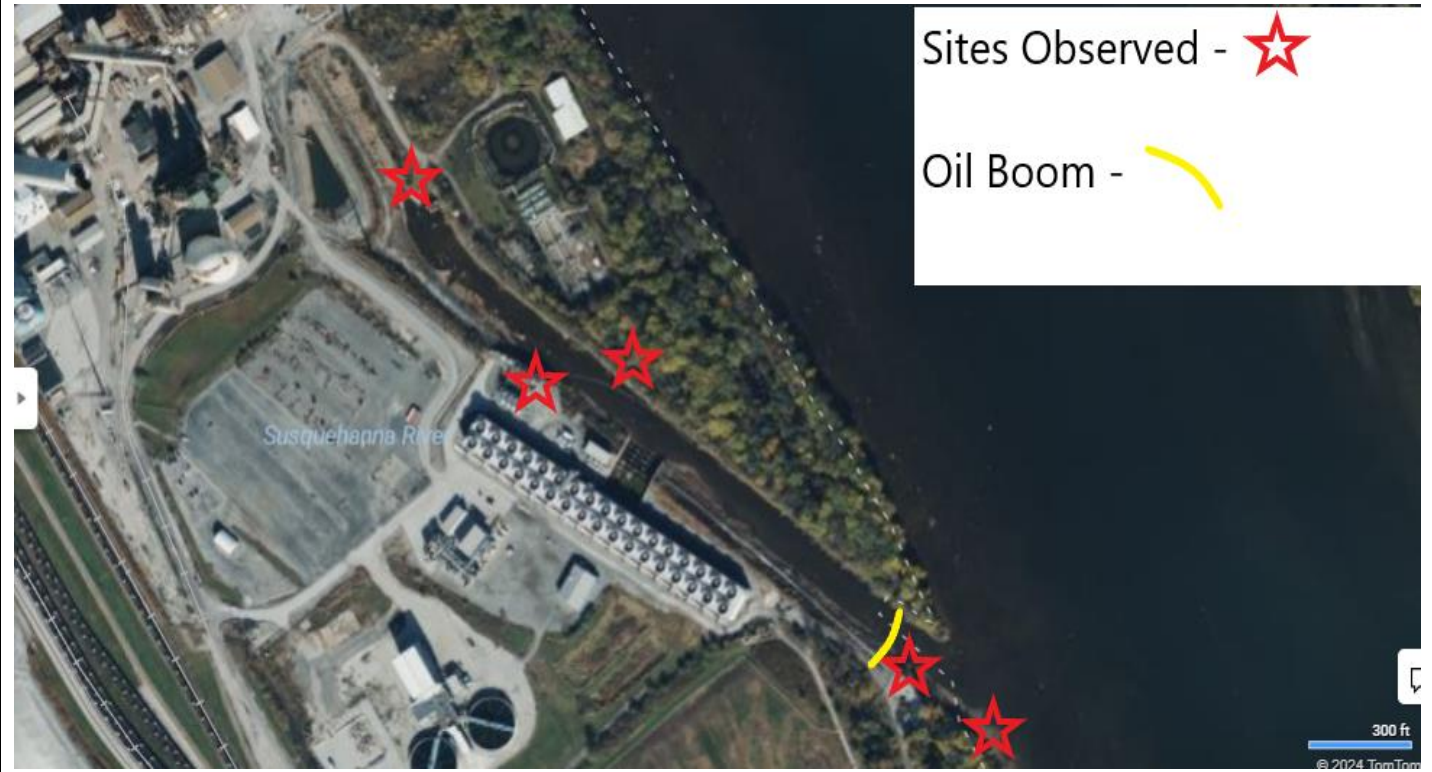 Sites Observed -
Oil Boom -
Susquehanna River
300 ft
© 2024 TomTom